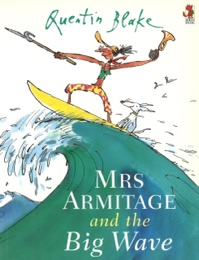 Quentin Blake
MRS
ARMITAGE
and the
Big Wave